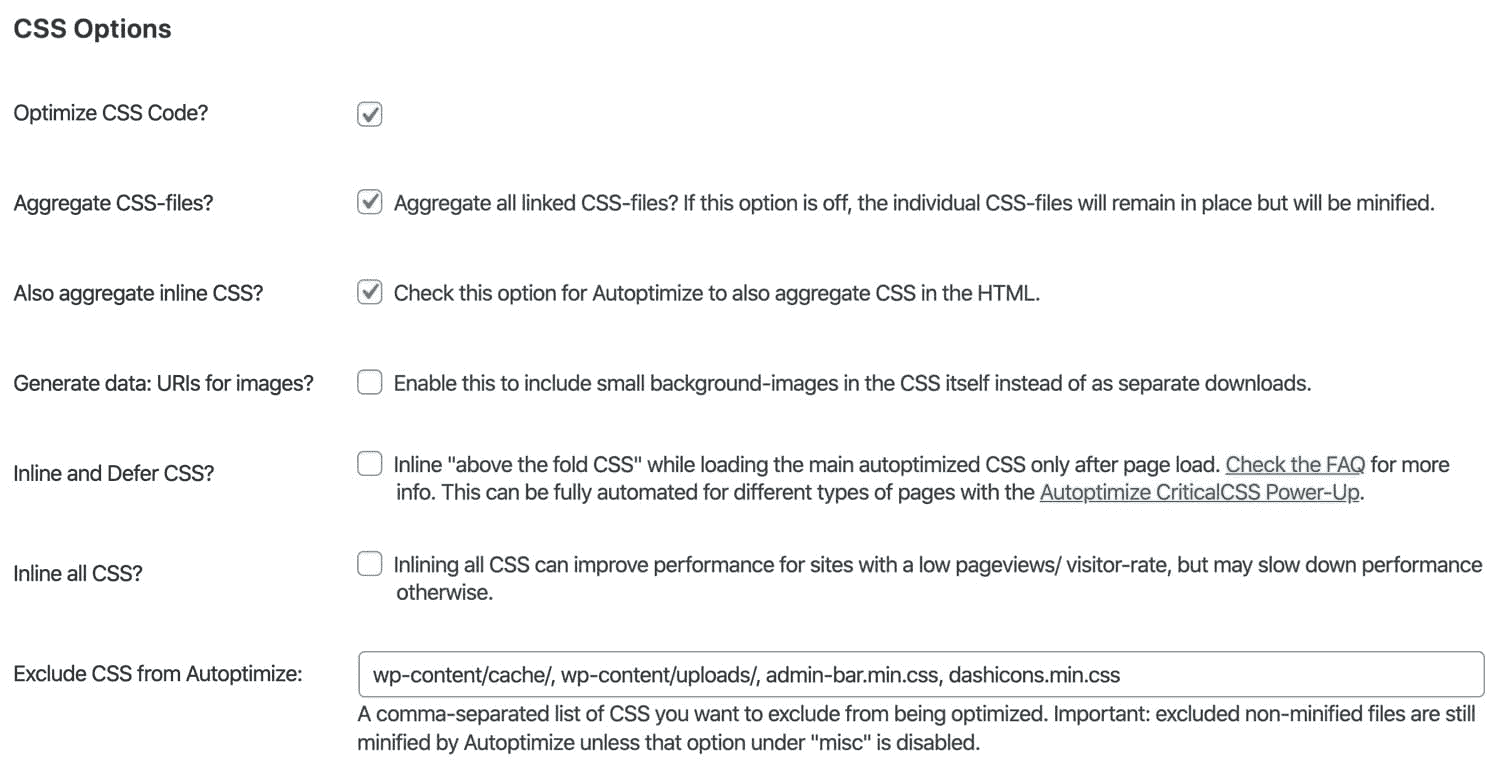 CSS Options
Optimize CSS Code?
Aggregate CSS-files? Aggregate all linked CSS-files? If this option is off, the individual CSS-files will remain in place but will be minified.
Also aggregate inline CSS? Check this option for Autoptimize to also aggregate CSS in the HTML.
Generate data: URIs for images? Enable this to include small background-images in the CSS itself instead of as separate downloads.
Inline and Defer CSS? Inline "above the fold CSS" while loading the main autoptimized CSS only after page load. Check the FAQ for more
info. This can be fully automated for different types of pages with the Autoptimize CriticalCSS Power-Up.
Inline all CSS? Inlining all CSS can improve performance for sites with a low pageviews/ visitor-rate, but may slow down performance
otherwise.
Exclude CSS from Autoptimize: wp-content/cache/, wp-content/uploads/, admin-bar.min.css, dashicons.min.css
A comma-separated list of CSS you want to exclude from being optimized. Important: excluded non-minified files are still
minified by Autoptimize unless that option under "misc" is disabled.